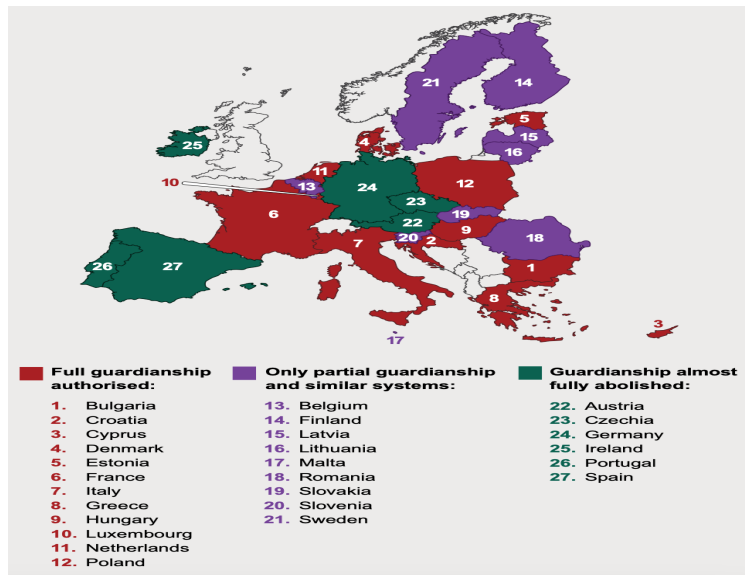 21
14
5
15
25
4
16
11
10
13
12
24
23
19
6
22
9
20
18
7
2
26
27
1
8
3
17
Full guardianship
authorised:
1. Bulgaria
2. Croatia
3. Cyprus
4. Denmark
5. Estonia
6. France
7. Italy
8. Greece
9. Hungary
10. Luxembourg
11. Netherlands
12. Poland
Only partial guardianship
and similar systems:
13. Belgium
14. Finland
15. Latvia
16. Lithuania
17. Malta
18. Romania
19. Slovakia
20. Slovenia
21. Sweden
Guardianship almost
fully abolished:
22. Austria
23. Czechia
24. Germany
25. Ireland
26. Portugal
27. Spain